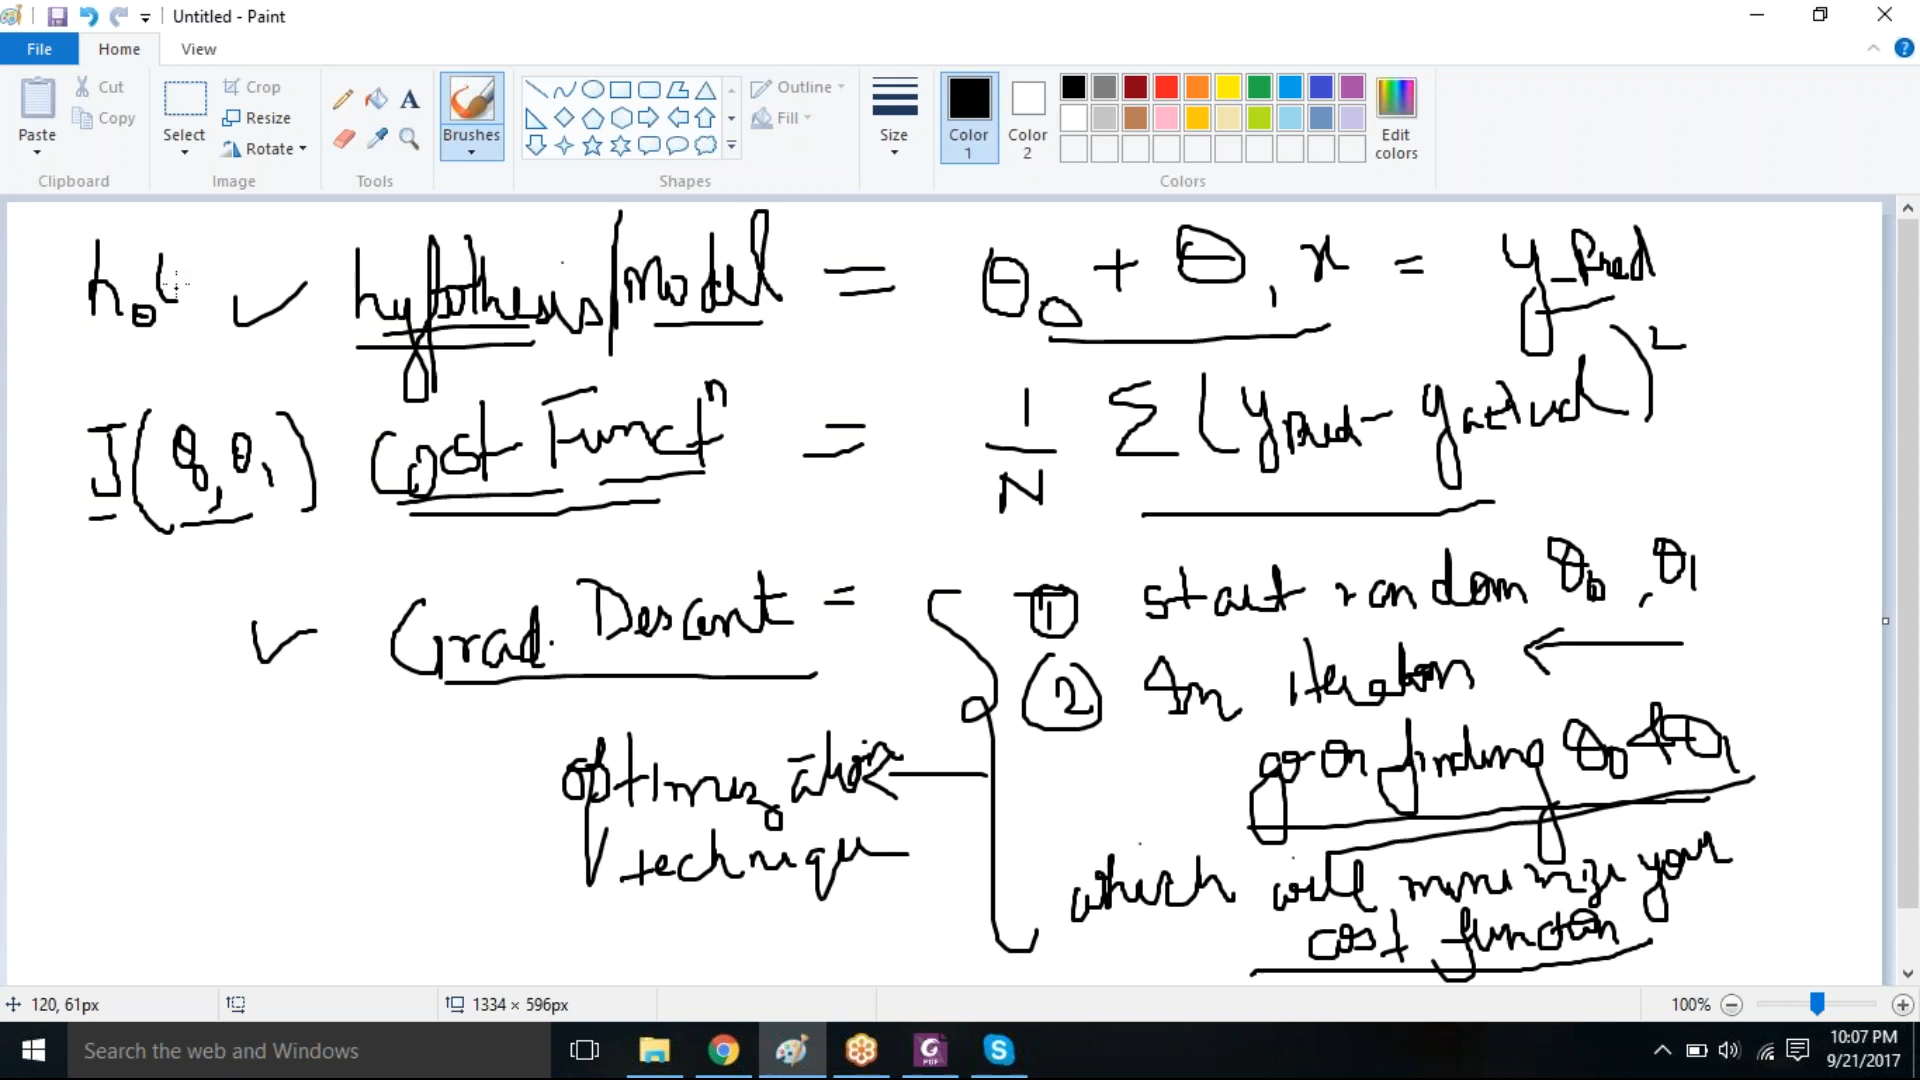 Untitled - Paint
File Home View
Paste Cut Copy Clipboard
Select Crop Resize Rotate Image
Tools
Brushes
Shapes
Outline Fill
Size
Color 1 Color 2
Edit colors
Colors
hθ( ✓ hypothesis/Model = θ₀ + θ₁ x = y_Pred
J(θ₀, θ₁) Cost Functⁿ = 1/N Σ(yPred - yactual)²
✓ Grad. Descent = ① start random θ₀, θ₁
② In iteration ←
go on finding θ₀ & θ₁
optimization ←
technique
which will minimize your
cost function
120, 61px 1334 × 596px 100%
Search the web and Windows
10:07 PM
9/21/2017